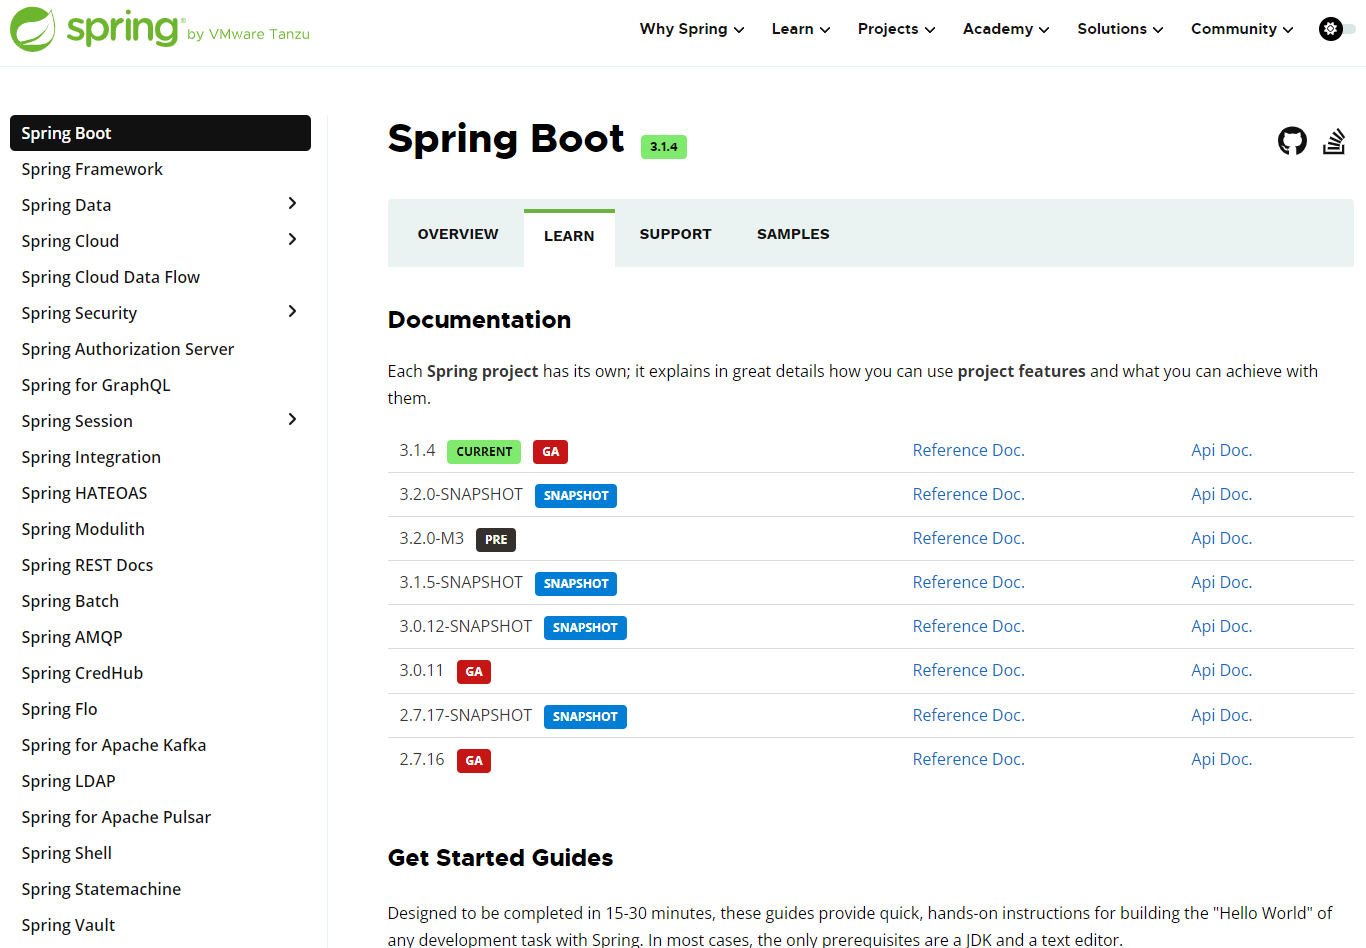 spring by VMware Tanzu
Why Spring Learn Projects Academy Solutions Community
Spring Boot
Spring Framework
Spring Data
Spring Cloud
Spring Cloud Data Flow
Spring Security
Spring Authorization Server
Spring for GraphQL
Spring Session
Spring Integration
Spring HATEOAS
Spring Modulith
Spring REST Docs
Spring Batch
Spring AMQP
Spring CredHub
Spring Flo
Spring for Apache Kafka
Spring LDAP
Spring for Apache Pulsar
Spring Shell
Spring Statemachine
Spring Vault
Spring Boot 3.1.4
OVERVIEW LEARN SUPPORT SAMPLES
Documentation
Each Spring project has its own; it explains in great details how you can use project features and what you can achieve with
them.
3.1.4 CURRENT GA Reference Doc. Api Doc.
3.2.0-SNAPSHOT SNAPSHOT Reference Doc. Api Doc.
3.2.0-M3 PRE Reference Doc. Api Doc.
3.1.5-SNAPSHOT SNAPSHOT Reference Doc. Api Doc.
3.0.12-SNAPSHOT SNAPSHOT Reference Doc. Api Doc.
3.0.11 GA Reference Doc. Api Doc.
2.7.17-SNAPSHOT SNAPSHOT Reference Doc. Api Doc.
2.7.16 GA Reference Doc. Api Doc.
Get Started Guides
Designed to be completed in 15-30 minutes, these guides provide quick, hands-on instructions for building the "Hello World" of
any development task with Spring. In most cases, the only prerequisites are a JDK and a text editor.